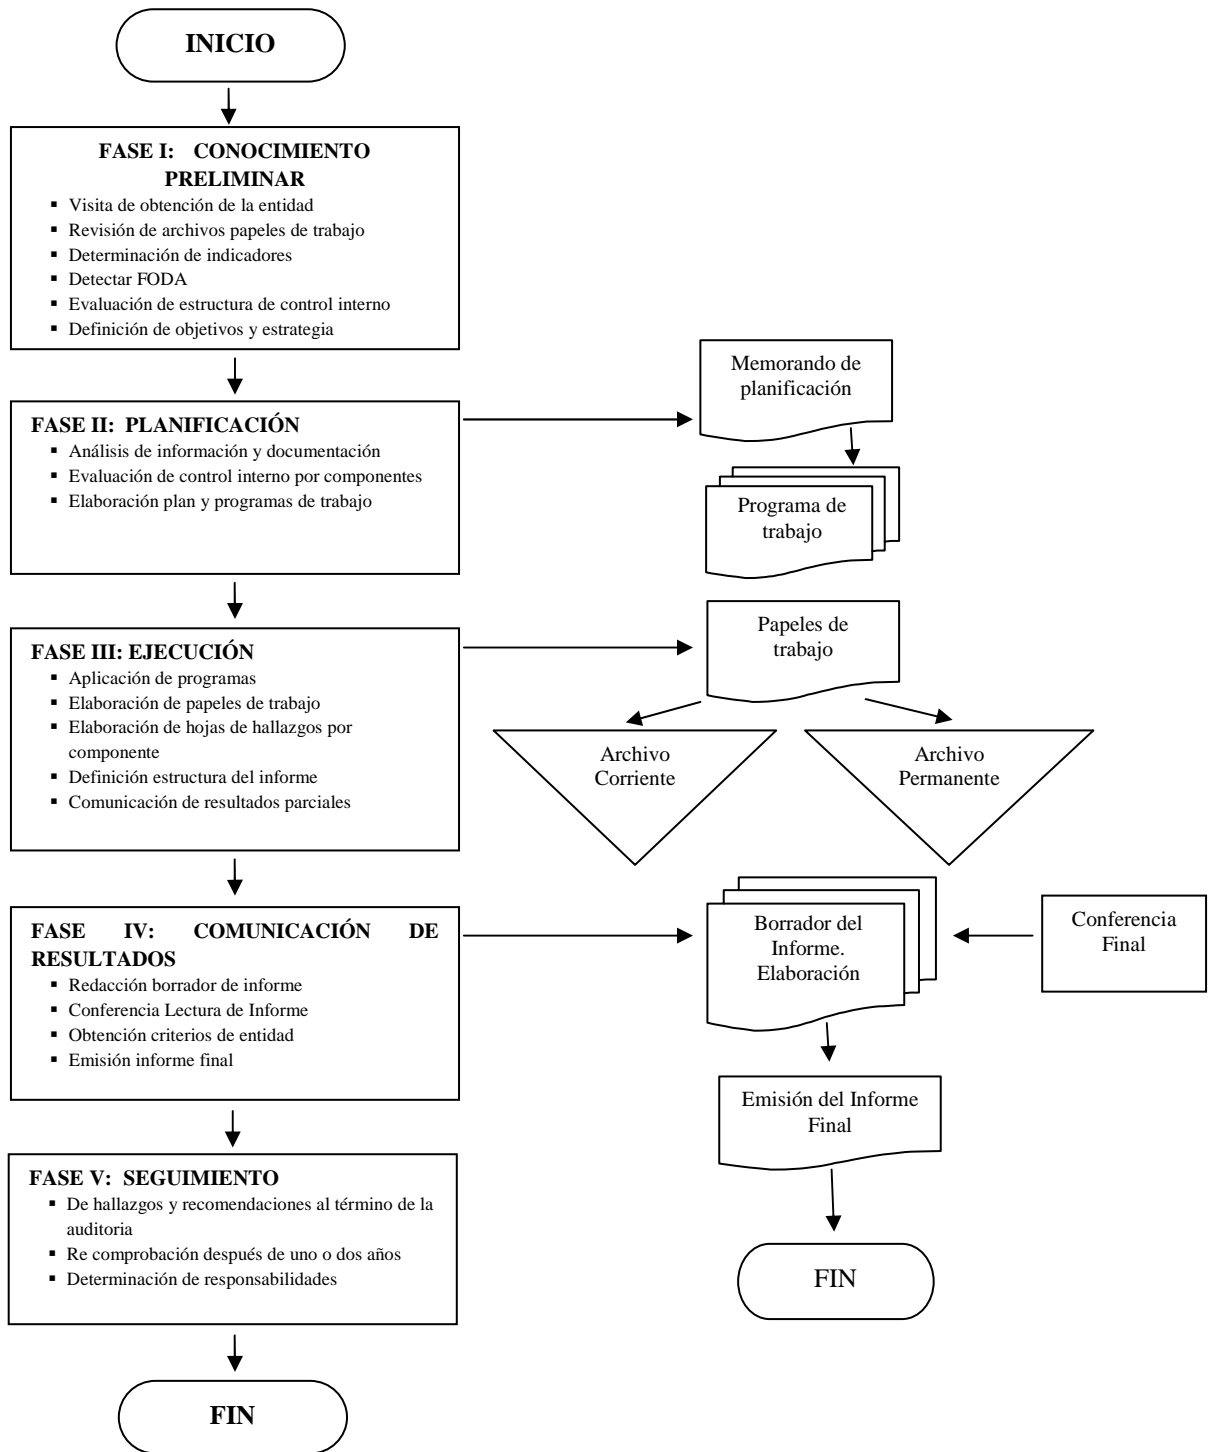 INICIO
FASE I: CONOCIMIENTO
PRELIMINAR
▪ Visita de obtención de la entidad
▪ Revisión de archivos papeles de trabajo
▪ Determinación de indicadores
▪ Detectar FODA
▪ Evaluación de estructura de control interno
▪ Definición de objetivos y estrategia
FASE II: PLANIFICACIÓN
▪ Análisis de información y documentación
▪ Evaluación de control interno por componentes
▪ Elaboración plan y programas de trabajo
Memorando de
planificación
Programa de
trabajo
FASE III: EJECUCIÓN
▪ Aplicación de programas
▪ Elaboración de papeles de trabajo
▪ Elaboración de hojas de hallazgos por
componente
▪ Definición estructura del informe
▪ Comunicación de resultados parciales
Papeles de
trabajo
Archivo
Corriente
Archivo
Permanente
FASE IV: COMUNICACIÓN DE
RESULTADOS
▪ Redacción borrador de informe
▪ Conferencia Lectura de Informe
▪ Obtención criterios de entidad
▪ Emisión informe final
Borrador del
Informe.
Elaboración
Conferencia
Final
Emisión del Informe
Final
FASE V: SEGUIMIENTO
▪ De hallazgos y recomendaciones al término de la
auditoria
▪ Re comprobación después de uno o dos años
▪ Determinación de responsabilidades
FIN
FIN